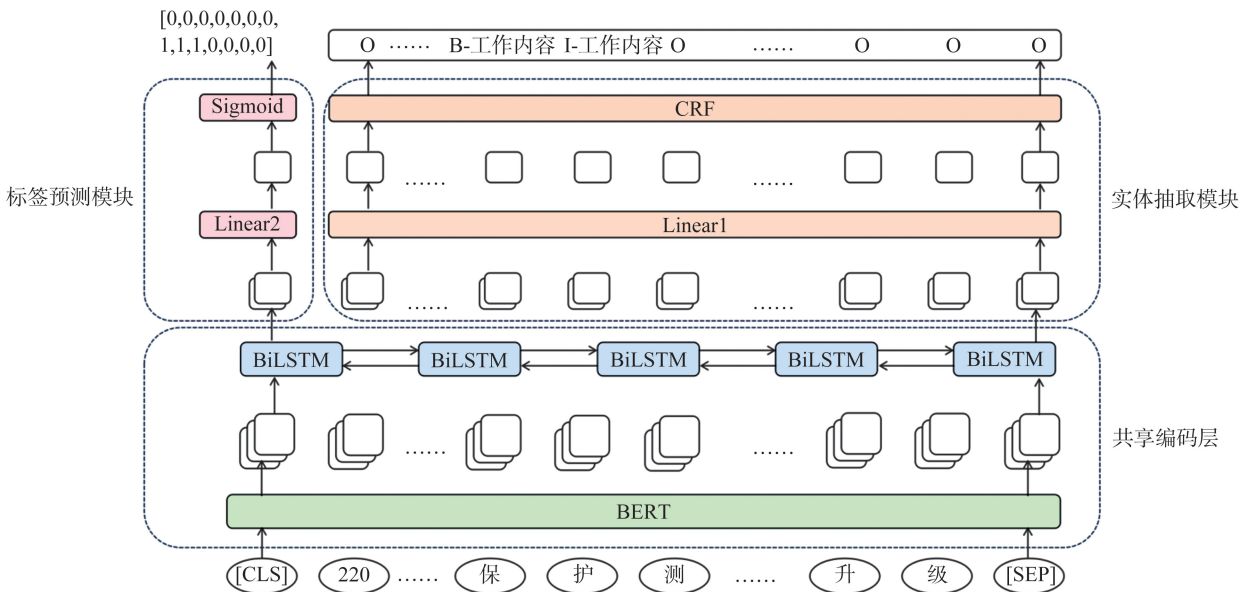 [0,0,0,0,0,0,0,
1,1,1,0,0,0,0]
O …… B-工作内容 I-工作内容 O …… O O O
Sigmoid
CRF
…… ……
标签预测模块
实体抽取模块
Linear2
Linear1
…… ……
BiLSTM BiLSTM BiLSTM BiLSTM BiLSTM
共享编码层
…… ……
BERT
[CLS] 220 …… 保 护 测 …… 升 级 [SEP]